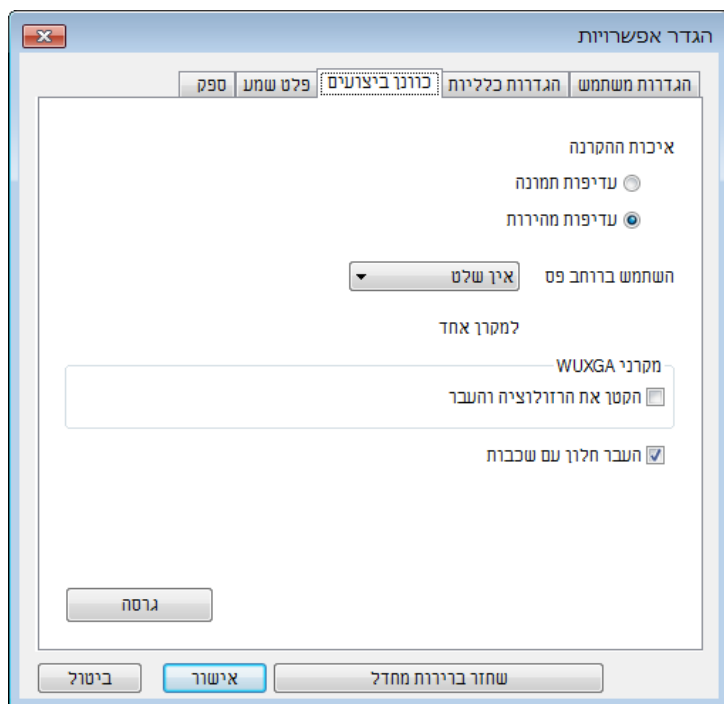 הגדר אפשרויות
הגדרות משתמש הגדרות כלליות כוונן ביצועים פלט שמע ספק
איכות ההקרנה
עדיפות תמונה
עדיפות מהירות
השתמש ברוחב פס אין שלט
למקרן אחד
מקרני WUXGA
הקטן את הרזולוציה והעבר
העבר חלון עם שכבות
גרסה
שחזר ברירות מחדל אישור ביטול